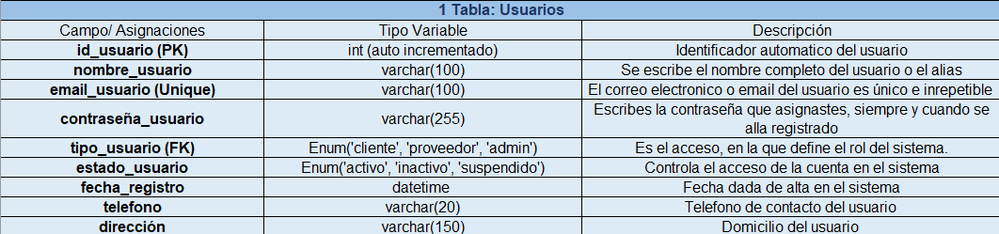 1 Tabla: Usuarios
Campo/ Asignaciones Tipo Variable Descripción
id_usuario (PK) int (auto incrementado) Identificador automatico del usuario
nombre_usuario varchar(100) Se escribe el nombre completo del usuario o el alias
email_usuario (Unique) varchar(100) El correo electronico o email del usuario es único e inrepetible
contraseña_usuario varchar(255) Escribes la contraseña que asignastes, siempre y cuando se
alla registrado
tipo_usuario (FK) Enum('cliente', 'proveedor', 'admin') Es el acceso, en la que define el rol del sistema.
estado_usuario Enum('activo', 'inactivo', 'suspendido') Controla el acceso de la cuenta en el sistema
fecha_registro datetime Fecha dada de alta en el sistema
telefono varchar(20) Telefono de contacto del usuario
dirección varchar(150) Domicilio del usuario